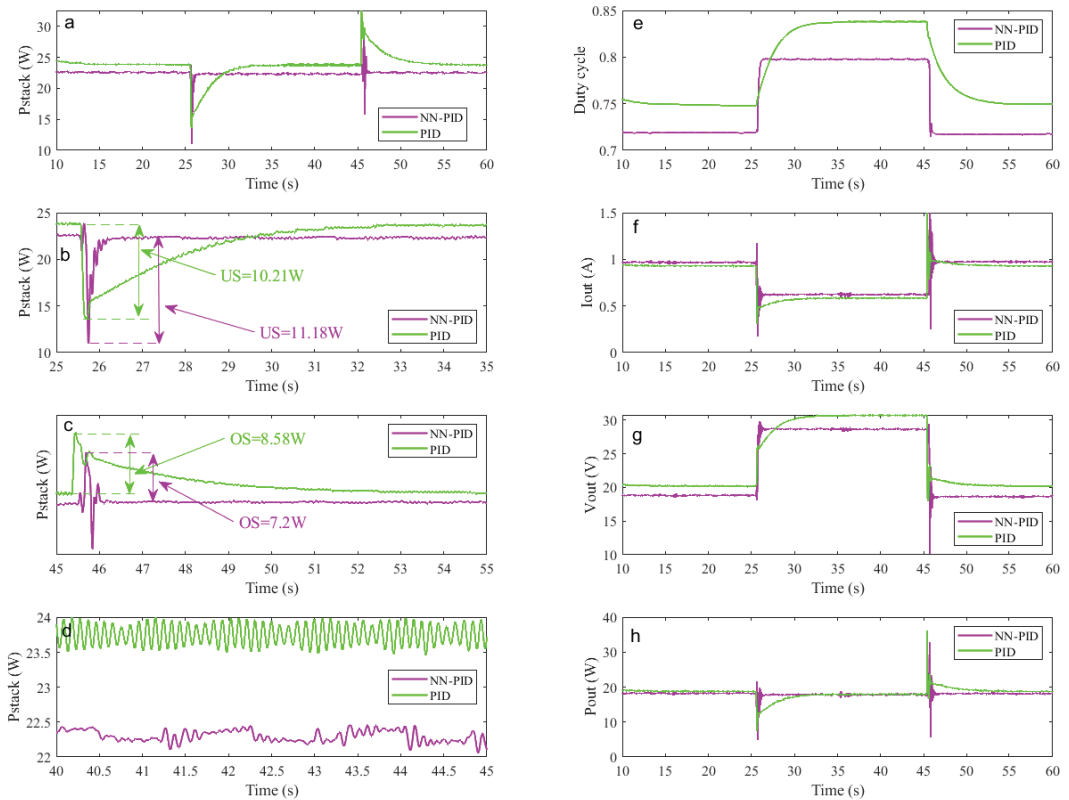 a
Pstack (W)
30
25
20
15
10
NN-PID
PID
10 15 20 25 30 35 40 45 50 55 60
Time (s)
b
Pstack (W)
25
20
15
10
US=10.21W
US=11.18W
NN-PID
PID
25 26 27 28 29 30 31 32 33 34 35
Time (s)
c
Pstack (W)
OS=8.58W
OS=7.2W
NN-PID
PID
45 46 47 48 49 50 51 52 53 54 55
Time (s)
d
Pstack (W)
24
23.5
22.5
22
NN-PID
PID
40 40.5 41 41.5 42 42.5 43 43.5 44 44.5 45
Time (s)
e
Duty cycle
0.85
0.8
0.75
0.7
NN-PID
PID
10 15 20 25 30 35 40 45 50 55 60
Time (s)
f
Iout (A)
1.5
1
0.5
0
NN-PID
PID
10 15 20 25 30 35 40 45 50 55 60
Time (s)
g
Vout (V)
30
20
10
NN-PID
PID
10 15 20 25 30 35 40 45 50 55 60
Time (s)
h
Pout (W)
40
30
20
10
0
NN-PID
PID
10 15 20 25 30 35 40 45 50 55 60
Time (s)